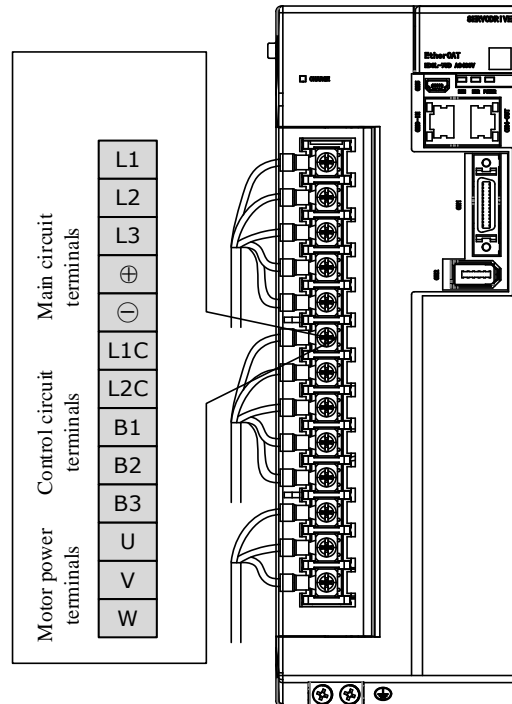 SERVODRIVE
EtherCAT
CHARGE
L1
L2
L3
⊕
⊖
L1C
L2C
B1
B2
B3
U
V
W
Main circuit
terminals
Control circuit
terminals
Motor power
terminals